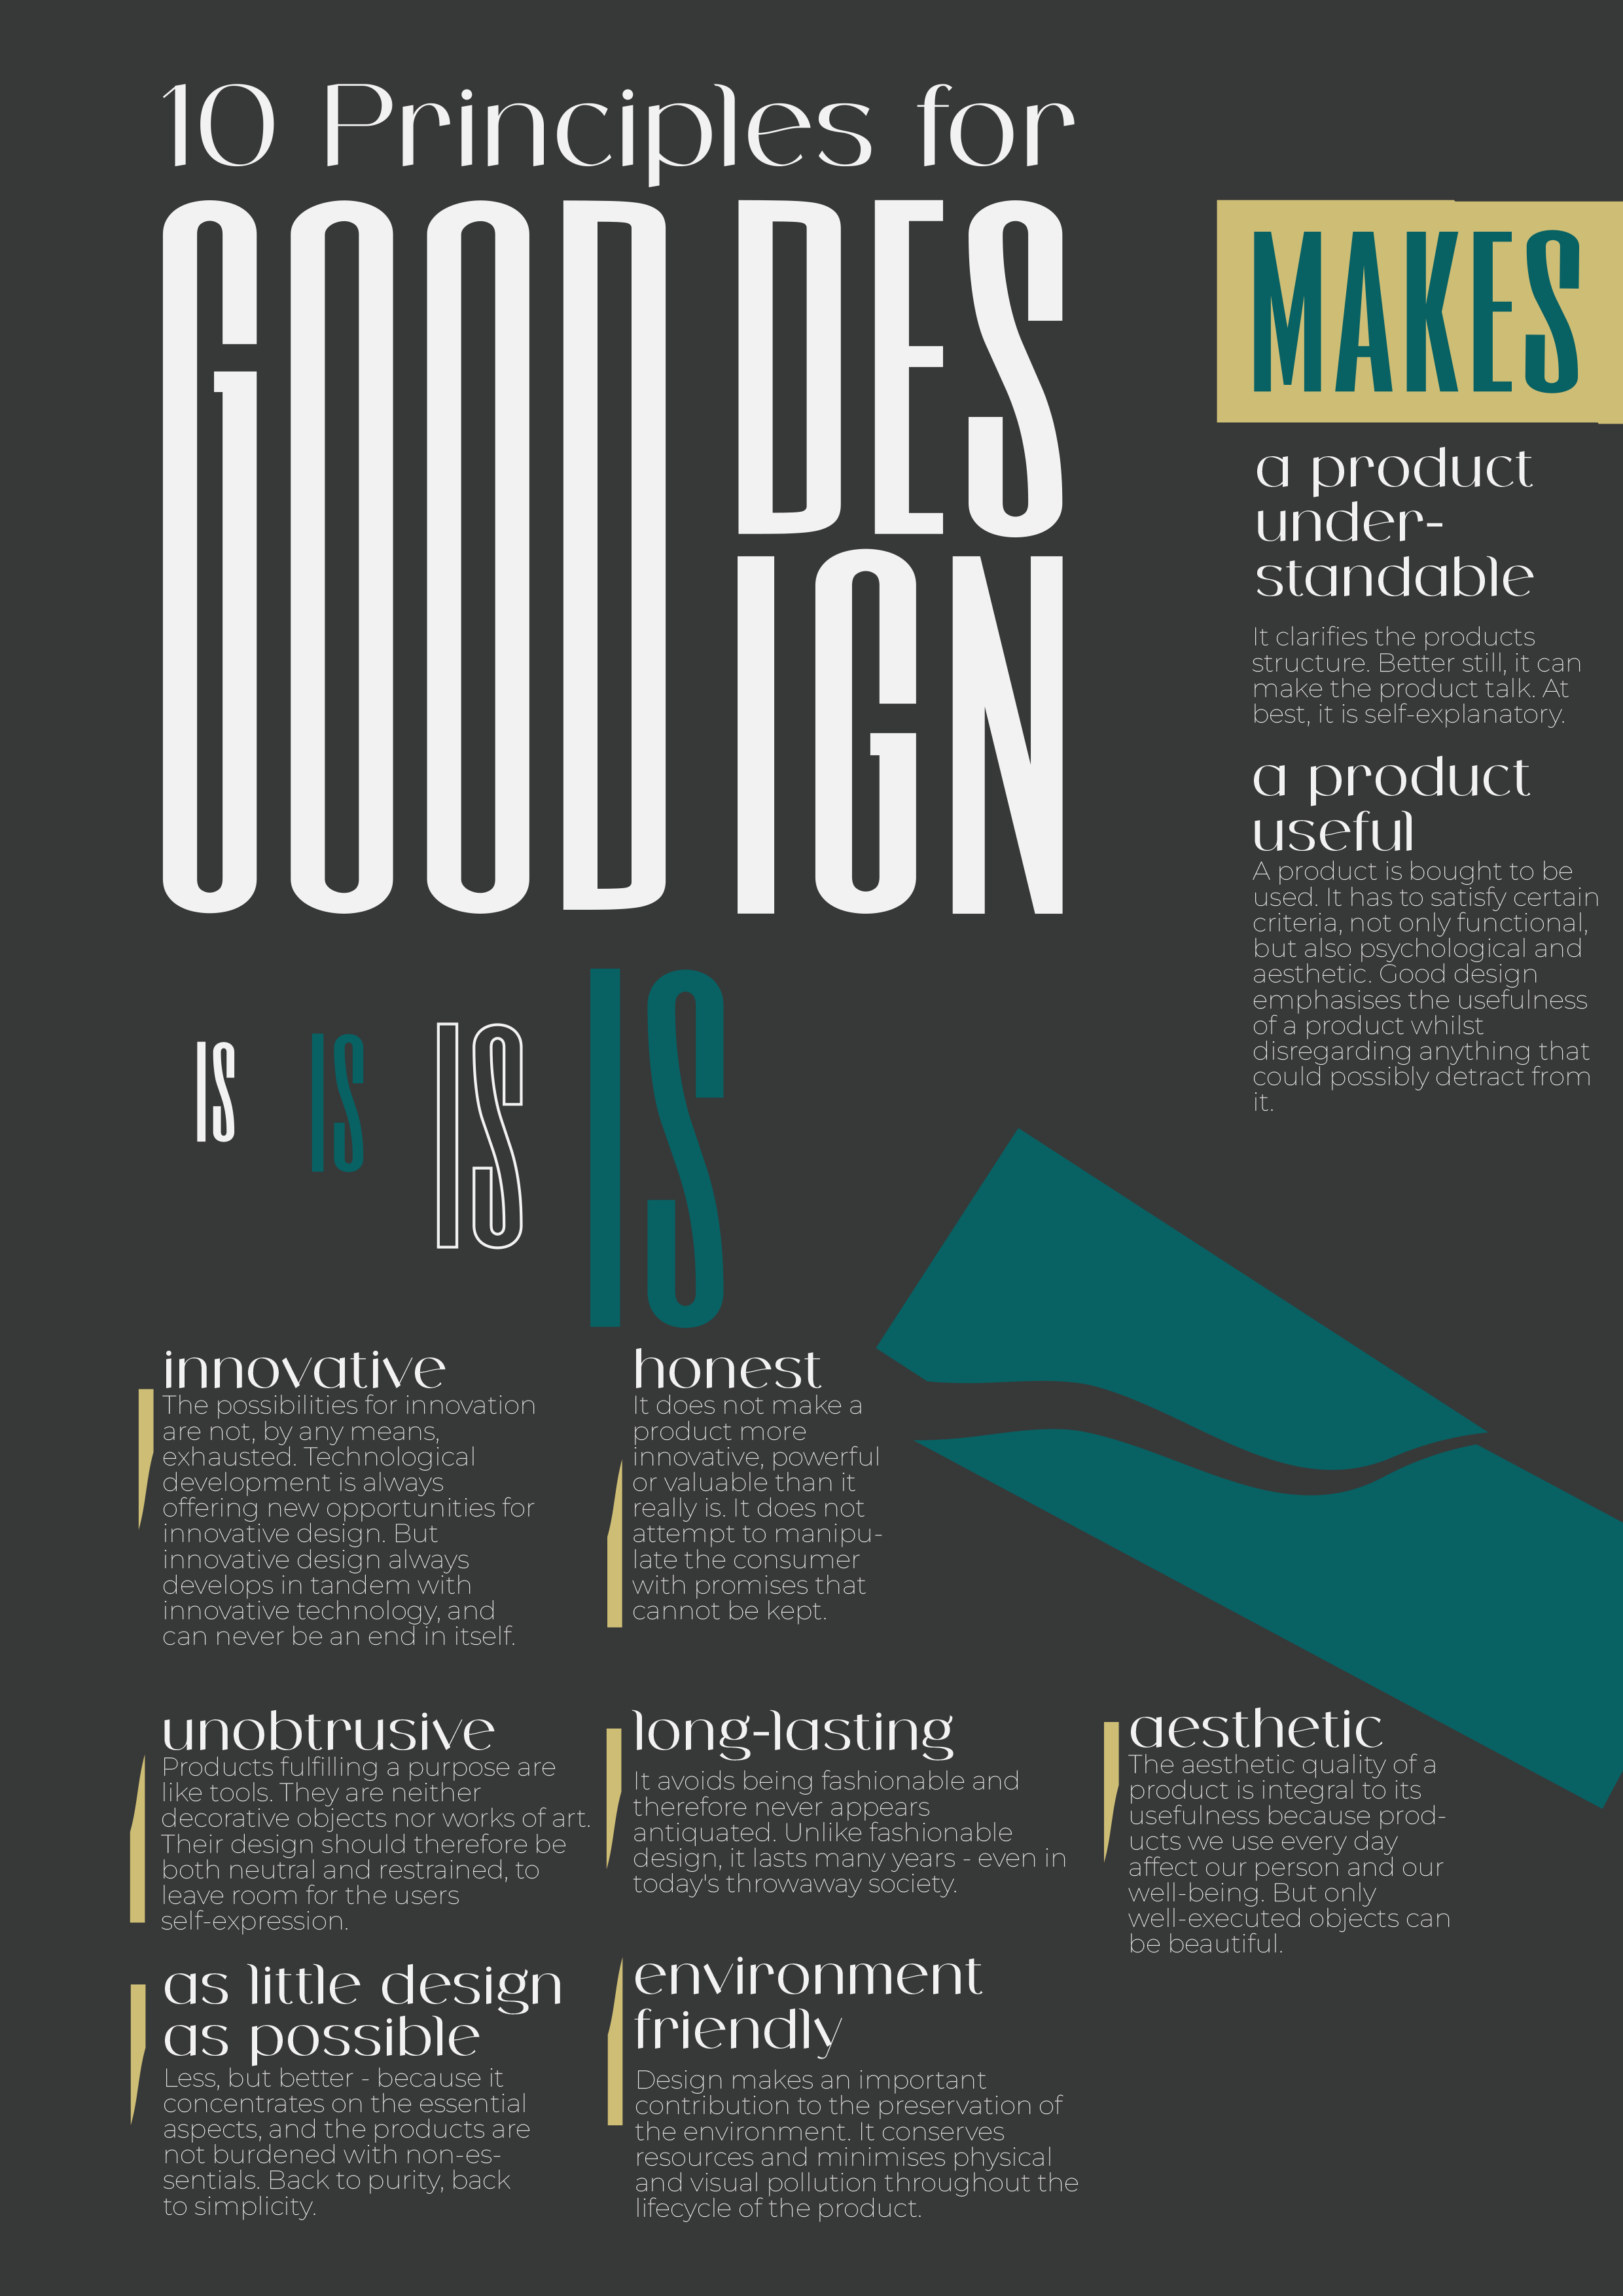 10 Principles for
GOOD DES
IGN
MAKES
a product
under-
standable
It clarifies the products
structure. Better still, it can
make the product talk. At
best, it is self-explanatory.
a product
useful
A product is bought to be
used. It has to satisfy certain
criteria, not only functional,
but also psychological and
aesthetic. Good design
emphasises the usefulness
of a product whilst
disregarding anything that
could possibly detract from
it.
IS IS IS IS
innovative
The possibilities for innovation
are not, by any means,
exhausted. Technological
development is always
offering new opportunities for
innovative design. But
innovative design always
develops in tandem with
innovative technology, and
can never be an end in itself.
honest
It does not make a
product more
innovative, powerful
or valuable than it
really is. It does not
attempt to manipu-
late the consumer
with promises that
cannot be kept.
unobtrusive
Products fulfilling a purpose are
like tools. They are neither
decorative objects nor works of art.
Their design should therefore be
both neutral and restrained, to
leave room for the users
self-expression.
long-lasting
It avoids being fashionable and
therefore never appears
antiquated. Unlike fashionable
design, it lasts many years - even in
today's throwaway society.
aesthetic
The aesthetic quality of a
product is integral to its
usefulness because prod-
ucts we use every day
affect our person and our
well-being. But only
well-executed objects can
be beautiful.
as little design
as possible
Less, but better - because it
concentrates on the essential
aspects, and the products are
not burdened with non-es-
sentials. Back to purity, back
to simplicity.
environment
friendly
Design makes an important
contribution to the preservation of
the environment. It conserves
resources and minimises physical
and visual pollution throughout the
lifecycle of the product.